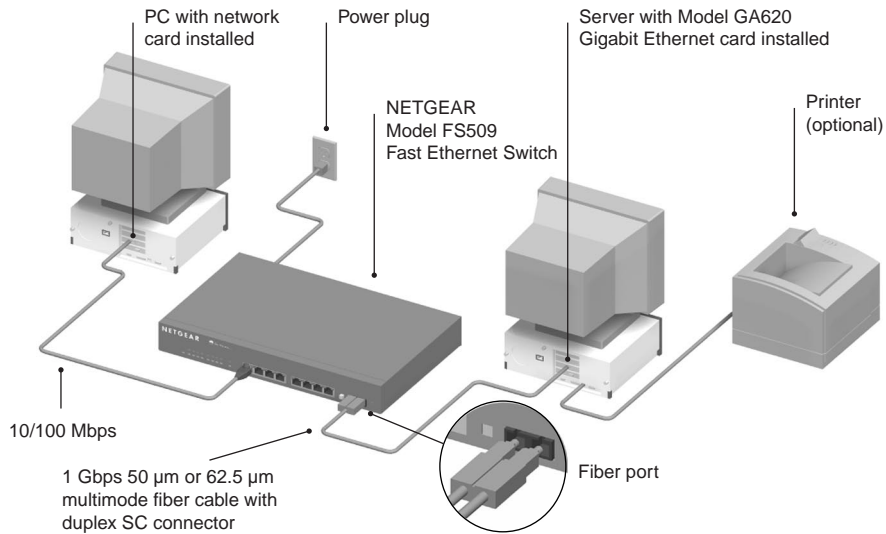 PC with network
card installed
Power plug
Server with Model GA620
Gigabit Ethernet card installed
NETGEAR
Model FS509
Fast Ethernet Switch
Printer
(optional)
NETGEAR
10/100 Mbps
1 Gbps 50 µm or 62.5 µm
multimode fiber cable with
duplex SC connector
Fiber port